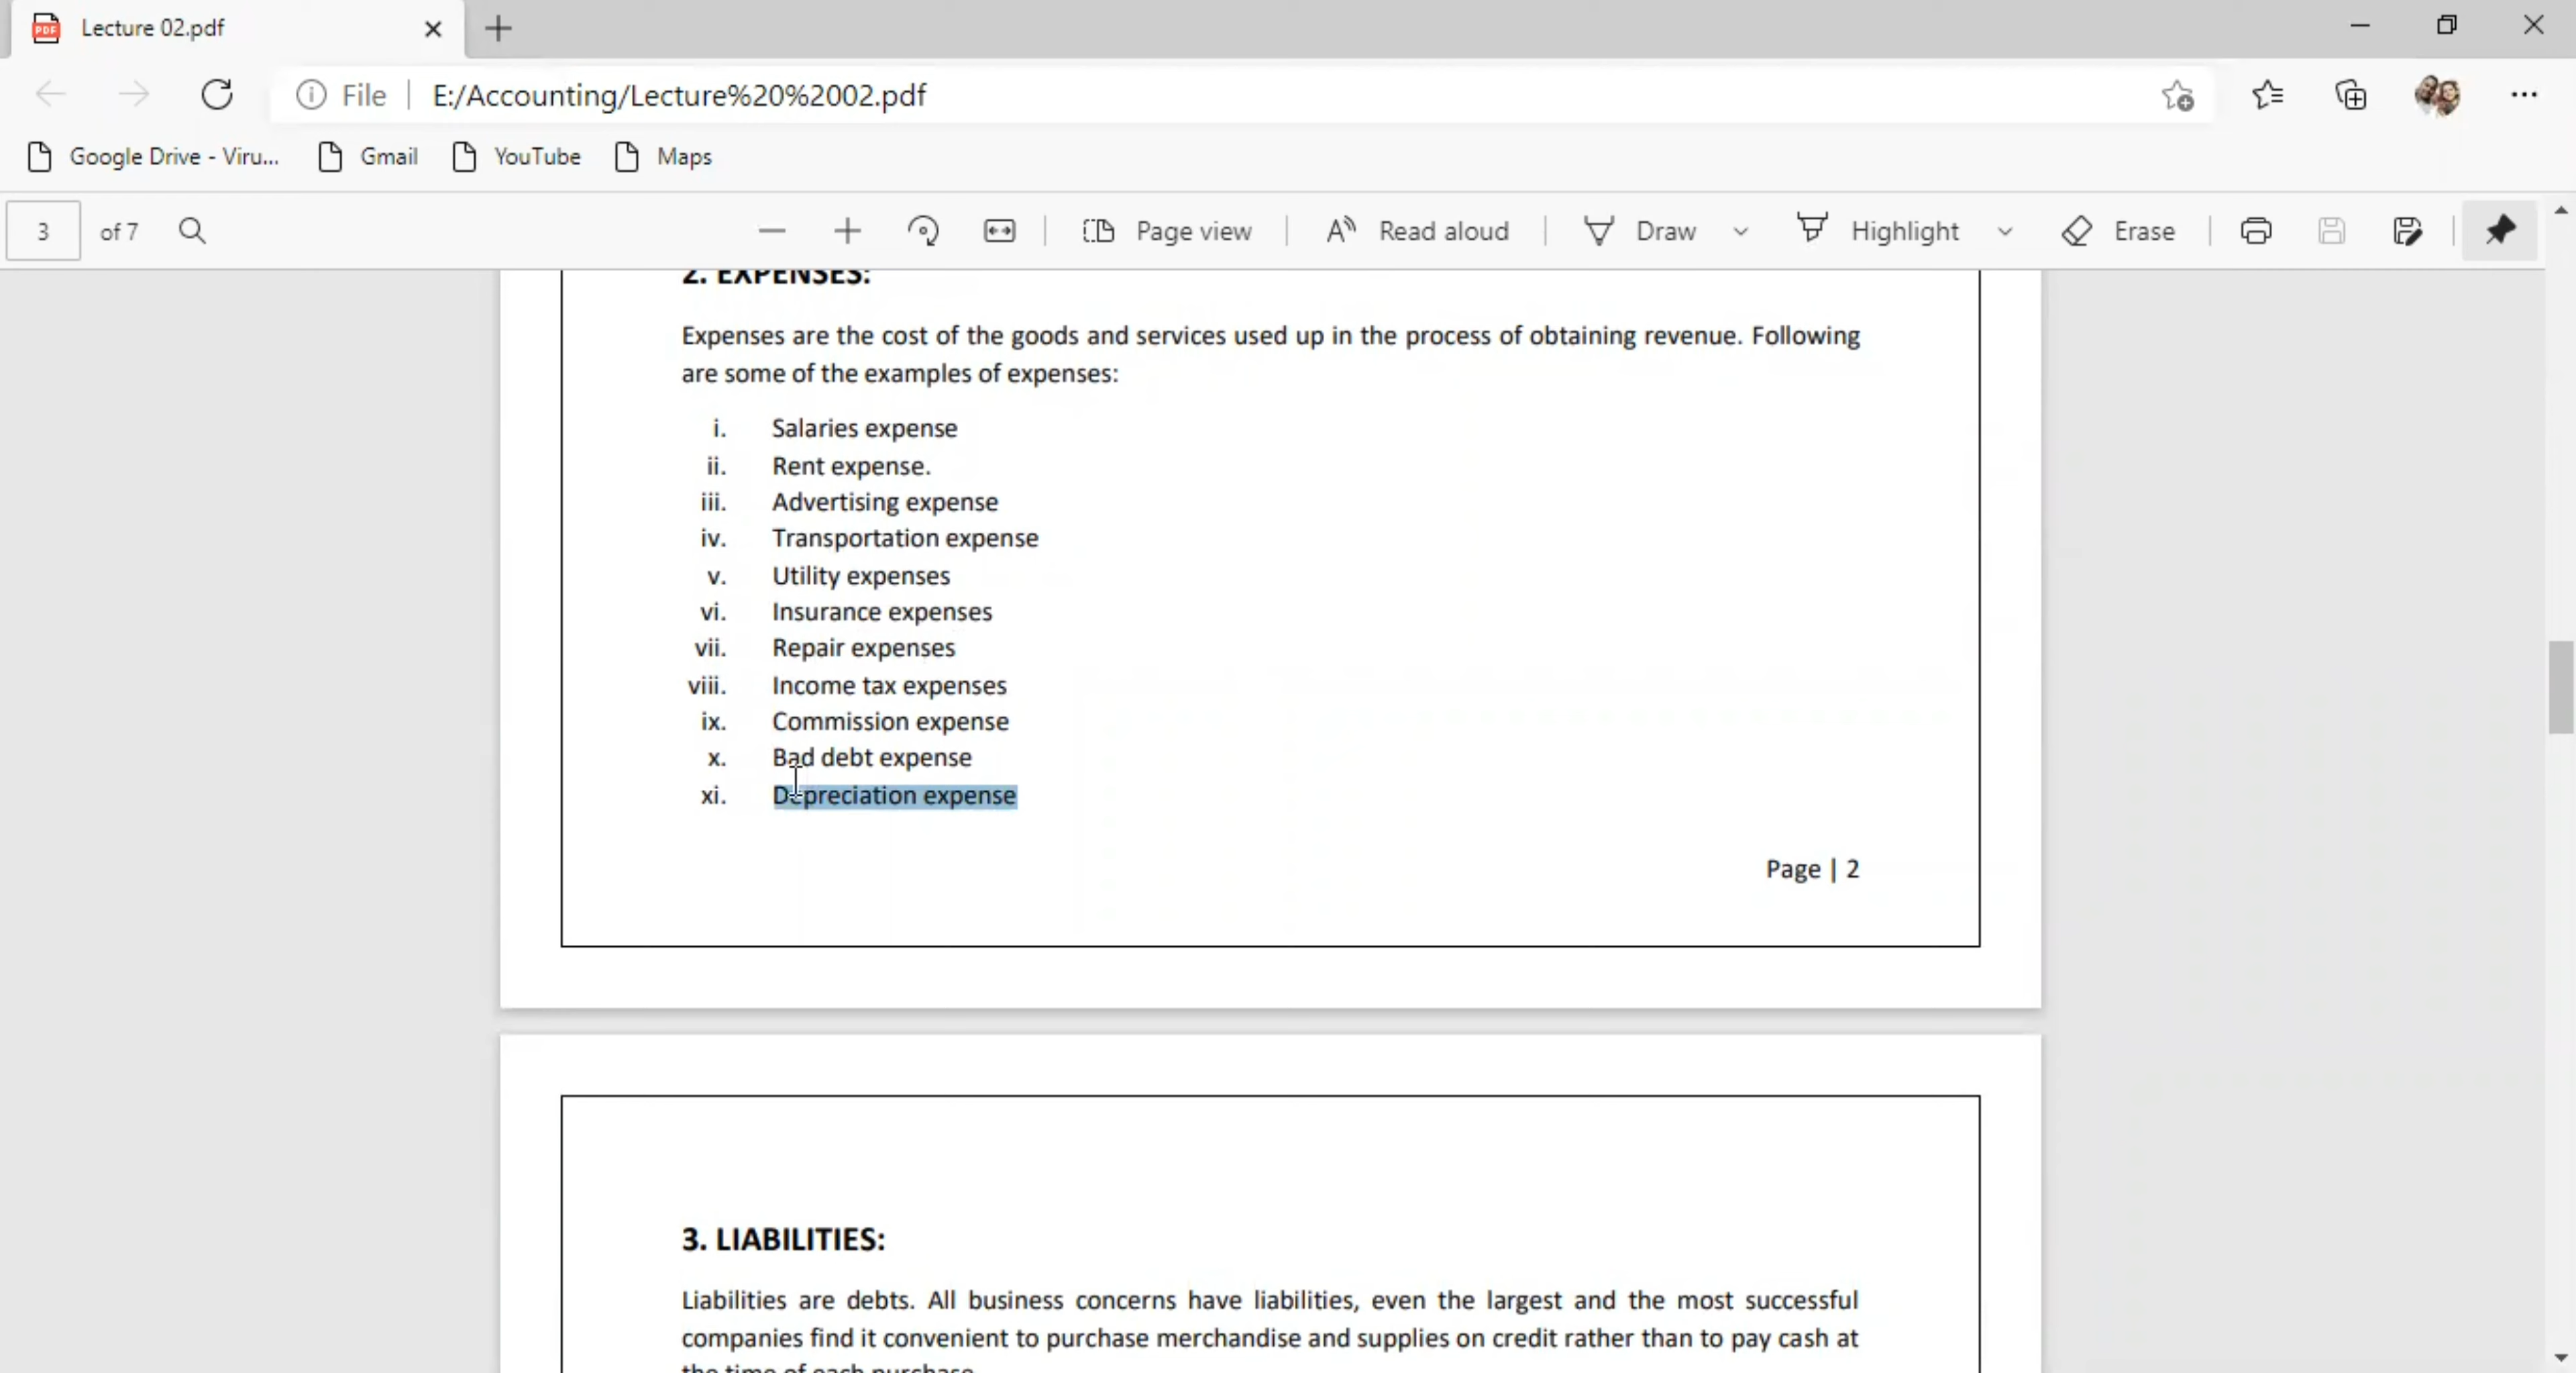 Lecture 02.pdf
File | E:/Accounting/Lecture%20%2002.pdf
Google Drive - Viru... Gmail YouTube Maps
3 of 7 Page view Read aloud Draw Highlight Erase
2. EXPENSES:
Expenses are the cost of the goods and services used up in the process of obtaining revenue. Following
are some of the examples of expenses:
i. Salaries expense
ii. Rent expense.
iii. Advertising expense
iv. Transportation expense
v. Utility expenses
vi. Insurance expenses
vii. Repair expenses
viii. Income tax expenses
ix. Commission expense
x. Bad debt expense
xi. Depreciation expense
Page | 2
3. LIABILITIES:
Liabilities are debts. All business concerns have liabilities, even the largest and the most successful
companies find it convenient to purchase merchandise and supplies on credit rather than to pay cash at
the time of each purchase.